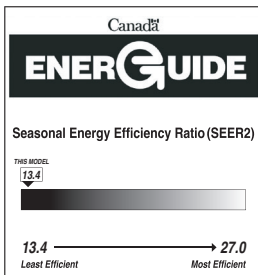 Canada
ENERGUIDE
Seasonal Energy Efficiency Ratio (SEER2)
THIS MODEL
13.4
13.4 27.0
Least Efficient Most Efficient